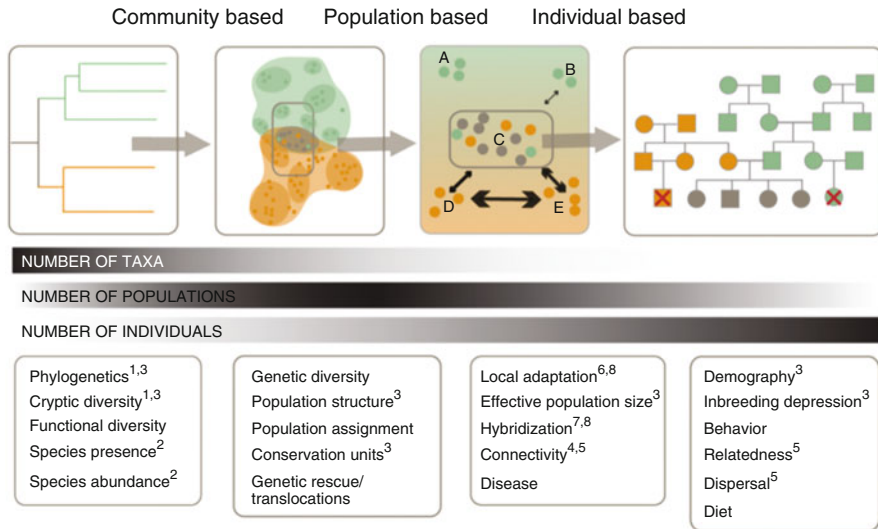 Community based
Population based
Individual based
A
B
C
D
E
NUMBER OF TAXA
NUMBER OF POPULATIONS
NUMBER OF INDIVIDUALS
Phylogenetics1,3
Cryptic diversity1,3
Functional diversity
Species presence2
Species abundance2
Genetic diversity
Population structure3
Population assignment
Conservation units3
Genetic rescue/
translocations
Local adaptation6,8
Effective population size3
Hybridization7,8
Connectivity4,5
Disease
Demography3
Inbreeding depression3
Behavior
Relatedness5
Dispersal5
Diet